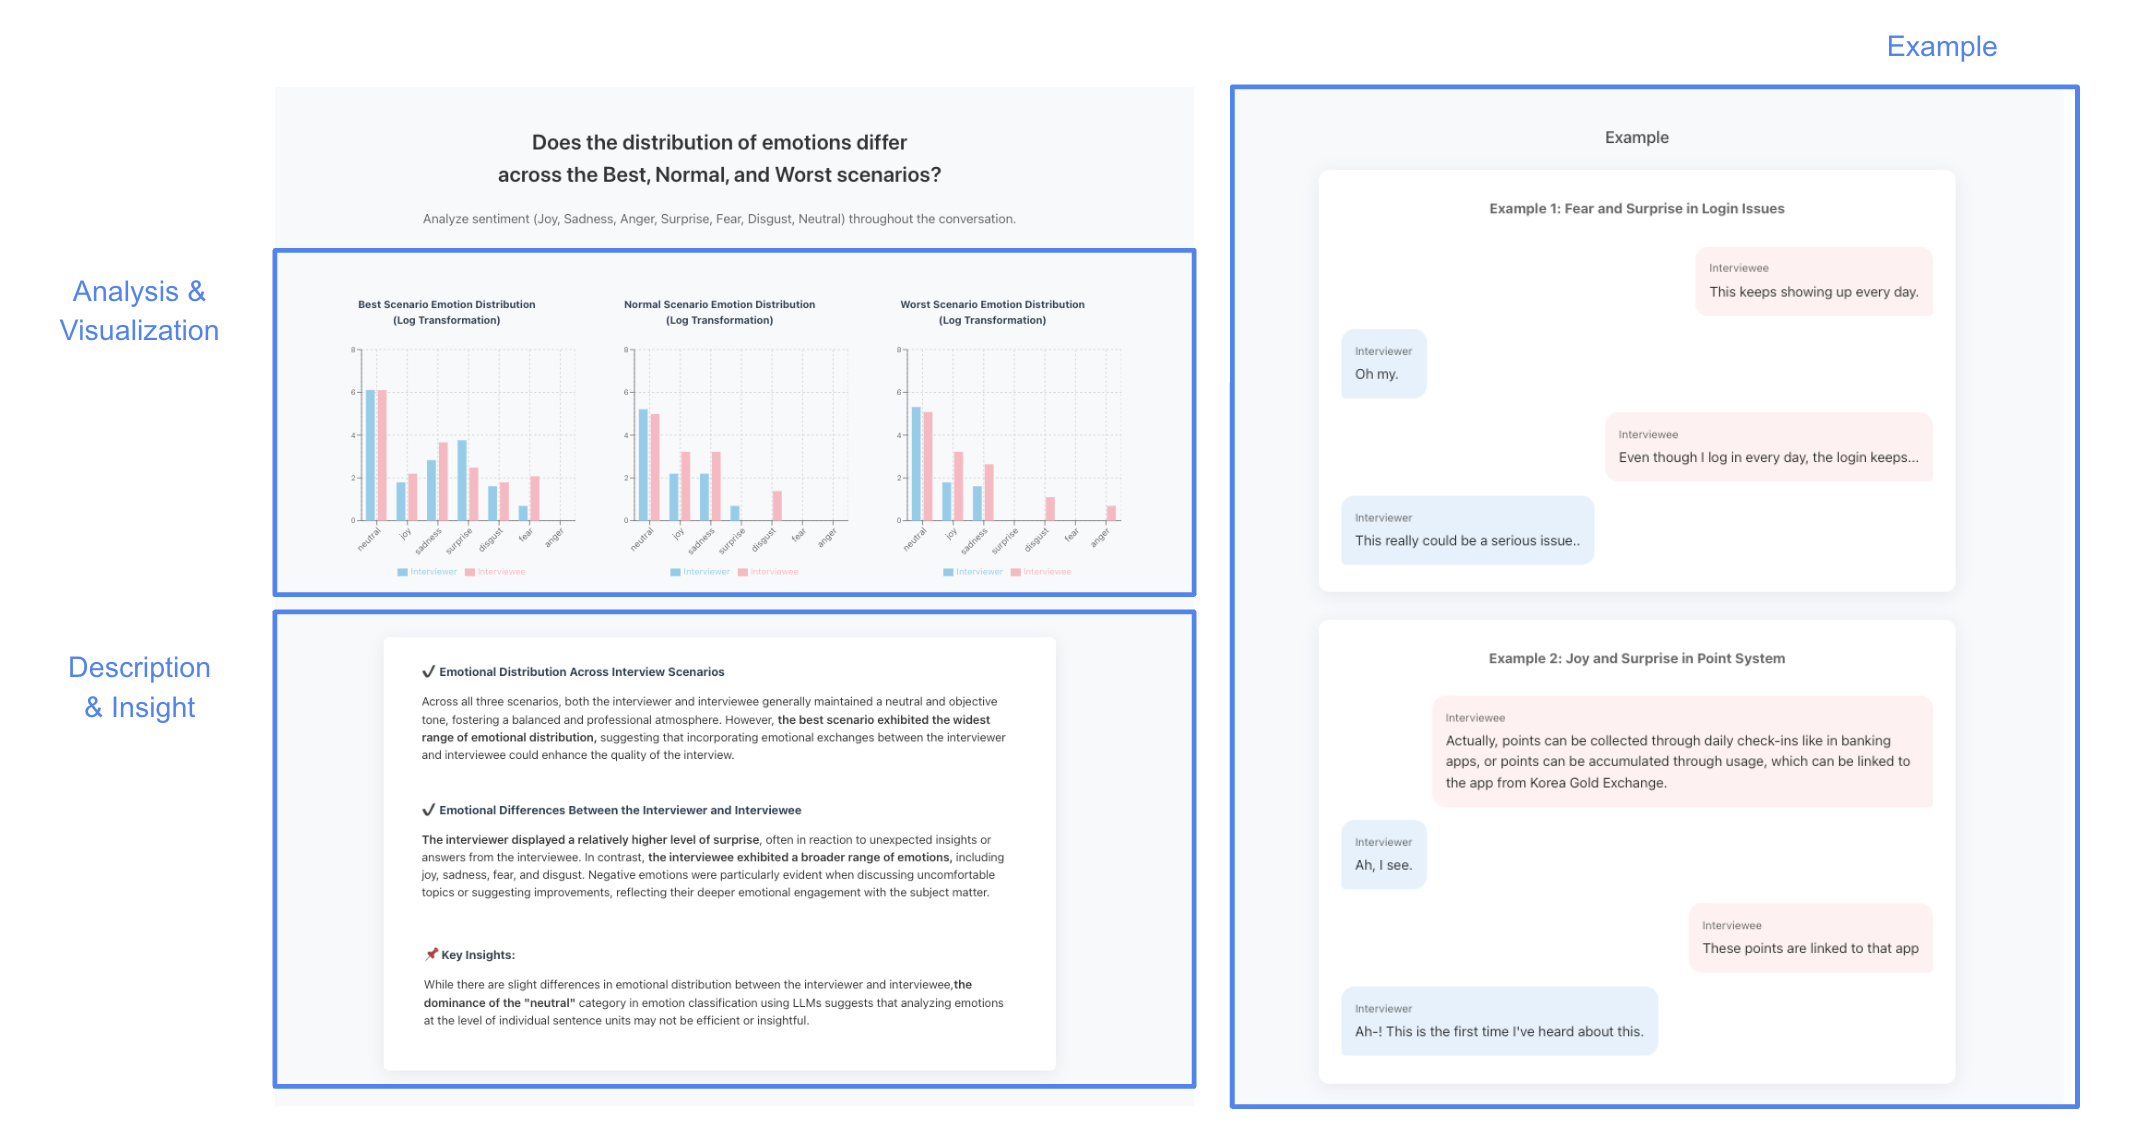 Example
Analysis &
Visualization
Description
& Insight
Does the distribution of emotions differ
across the Best, Normal, and Worst scenarios?
Analyze sentiment (Joy, Sadness, Anger, Surprise, Fear, Disgust, Neutral) throughout the conversation.
Best Scenario Emotion Distribution
(Log Transformation)
8
6
4
2
0
neutral
joy
sadness
surprise
disgust
fear
anger
Interviewer
Interviewee
Normal Scenario Emotion Distribution
(Log Transformation)
8
6
4
2
0
neutral
joy
sadness
surprise
disgust
fear
anger
Interviewer
Interviewee
Worst Scenario Emotion Distribution
(Log Transformation)
8
6
4
2
0
neutral
joy
sadness
surprise
disgust
fear
anger
Interviewer
Interviewee
✔ Emotional Distribution Across Interview Scenarios
Across all three scenarios, both the interviewer and interviewee generally maintained a neutral and objective
tone, fostering a balanced and professional atmosphere. However, the best scenario exhibited the widest
range of emotional distribution, suggesting that incorporating emotional exchanges between the interviewer
and interviewee could enhance the quality of the interview.
✔ Emotional Differences Between the Interviewer and Interviewee
The interviewer displayed a relatively higher level of surprise, often in reaction to unexpected insights or
answers from the interviewee. In contrast, the interviewee exhibited a broader range of emotions, including
joy, sadness, fear, and disgust. Negative emotions were particularly evident when discussing uncomfortable
topics or suggesting improvements, reflecting their deeper emotional engagement with the subject matter.
📌 Key Insights:
While there are slight differences in emotional distribution between the interviewer and interviewee,the
dominance of the "neutral" category in emotion classification using LLMs suggests that analyzing emotions
at the level of individual sentence units may not be efficient or insightful.
Example
Example 1: Fear and Surprise in Login Issues
Interviewee
This keeps showing up every day.
Interviewer
Oh my.
Interviewee
Even though I log in every day, the login keeps...
Interviewer
This really could be a serious issue..
Example 2: Joy and Surprise in Point System
Interviewee
Actually, points can be collected through daily check-ins like in banking
apps, or points can be accumulated through usage, which can be linked to
the app from Korea Gold Exchange.
Interviewer
Ah, I see.
Interviewee
These points are linked to that app
Interviewer
Ah-! This is the first time I've heard about this.